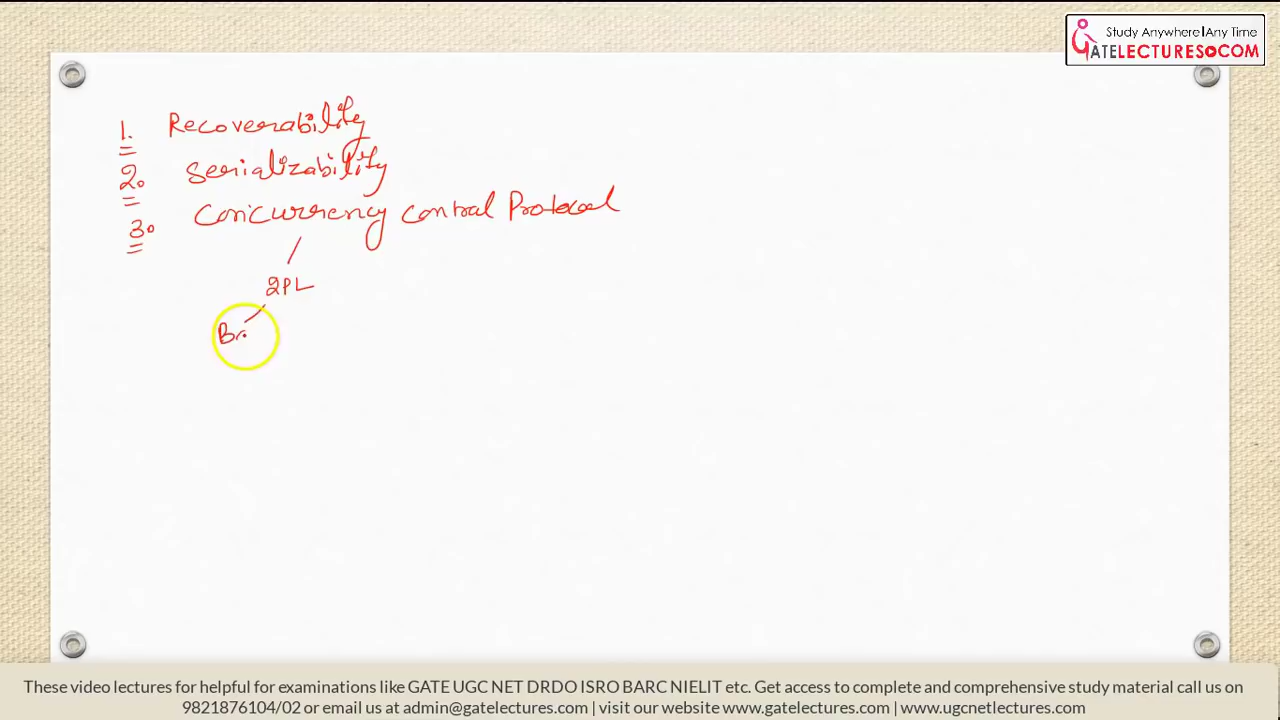 Study Anywhere|Any Time
GATELECTURES.COM
1. Recoverability
2. Serializability
3. Concurrency control Protocol
2PL
Ba
These video lectures for helpful for examinations like GATE UGC NET DRDO ISRO BARC NIELIT etc. Get access to complete and comprehensive study material call us on
9821876104/02 or email us at admin@gatelectures.com | visit our website www.gatelectures.com | www.ugcnetlectures.com